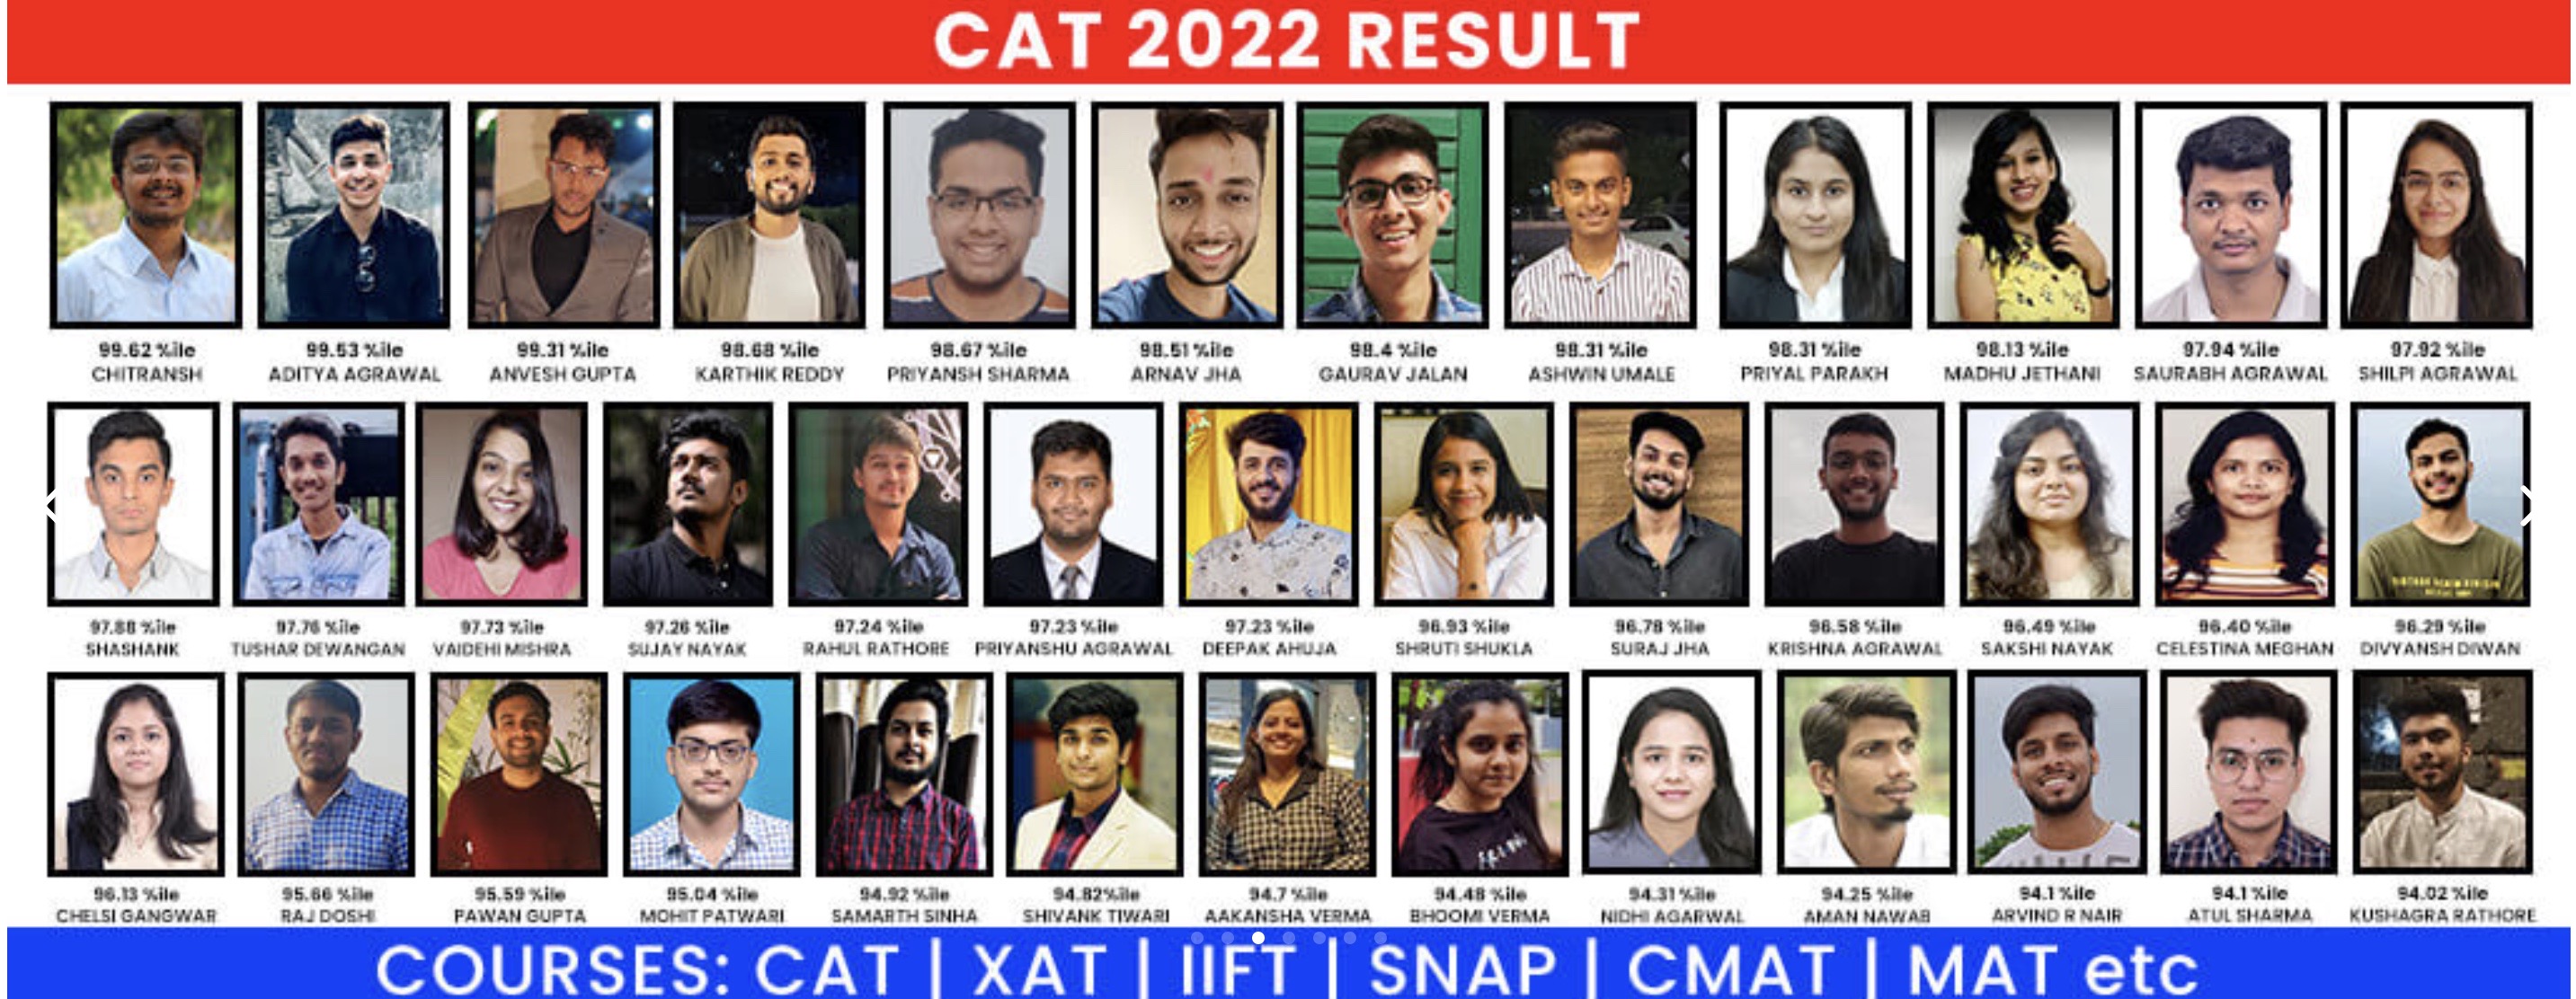 CAT 2022 RESULT
99.62 %ile 99.53 %ile 99.31 %ile 98.68 %ile 98.67 %ile 98.51 %ile 98.4 %ile 98.31 %ile 98.31 %ile 98.13 %ile 97.94 %ile 97.92 %ile
CHITRANSH ADITYA AGRAWAL ANVESH GUPTA KARTHIK REDDY PRIYANSH SHARMA ARNAV JHA GAURAV JALAN ASHWIN UMALE PRIYAL PARAKH MADHU JETHANI SAURABH AGRAWAL SHILPI AGRAWAL
97.88 %ile 97.76 %ile 97.73 %ile 97.26 %ile 97.24 %ile 97.23 %ile 97.23 %ile 96.93 %ile 96.78 %ile 96.58 %ile 96.49 %ile 96.40 %ile 96.29 %ile
SHASHANK TUSHAR DEWANGAN VAIDEHI MISHRA SUJAY NAYAK RAHUL RATHORE PRIYANSHU AGRAWAL DEEPAK AHUJA SHRUTI SHUKLA SURAJ JHA KRISHNA AGRAWAL SAKSHI NAYAK CELESTINA MEGHAN DIVYANSH DIWAN
96.13 %ile 95.66 %ile 95.59 %ile 95.04 %ile 94.92 %ile 94.82%ile 94.7 %ile 94.48 %ile 94.31 %ile 94.25 %ile 94.1 %ile 94.1 %ile 94.02 %ile
CHELSI GANGWAR RAJ DOSHI PAWAN GUPTA MOHIT PATWARI SAMARTH SINHA SHIVANK TIWARI AAKANSHA VERMA BHOOMI VERMA NIDHI AGARWAL AMAN NAWAB ARVIND R NAIR ATUL SHARMA KUSHAGRA RATHORE
COURSES: CAT | XAT | IIFT | SNAP | CMAT | MAT etc